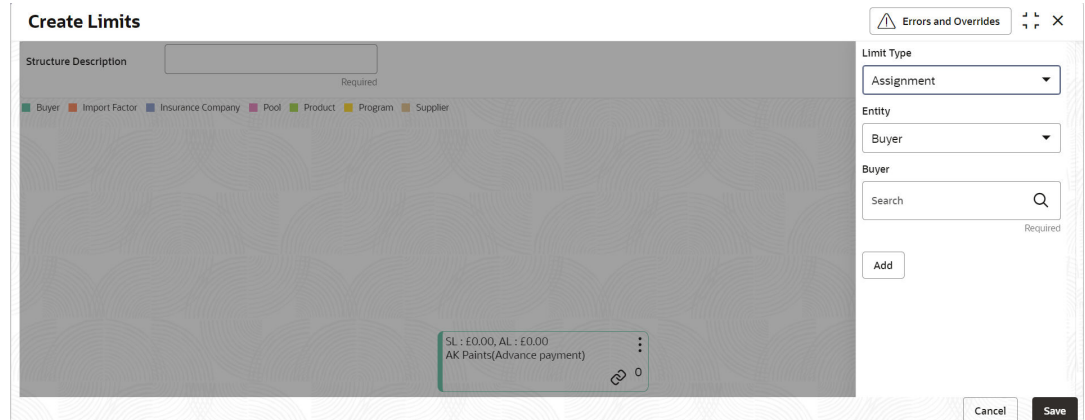 Create Limits
Errors and Overrides
Structure Description
Required
Buyer Import Factor Insurance Company Pool Product Program Supplier
SL : £0.00, AL : £0.00
AK Paints(Advance payment)
0
Limit Type
Assignment
Entity
Buyer
Buyer
Search
Required
Add
Cancel Save